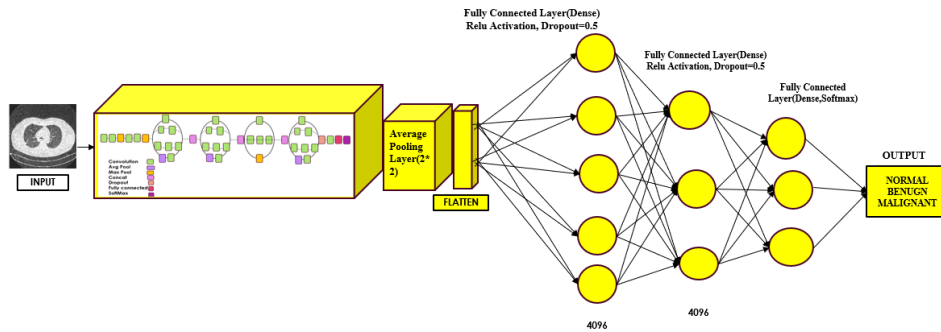 Fully Connected Layer(Dense)
Relu Activation, Dropout=0.5
Fully Connected Layer(Dense)
Relu Activation, Dropout=0.5
Fully Connected
Layer(Dense,Softmax)
INPUT
Convolution
Avg Pool
Max Pool
Concat
Dropout
Fully connected
SoftMax
Average
Pooling
Layer(2*
2)
FLATTEN
OUTPUT
NORMAL
BENUGN
MALIGNANT
4096
4096